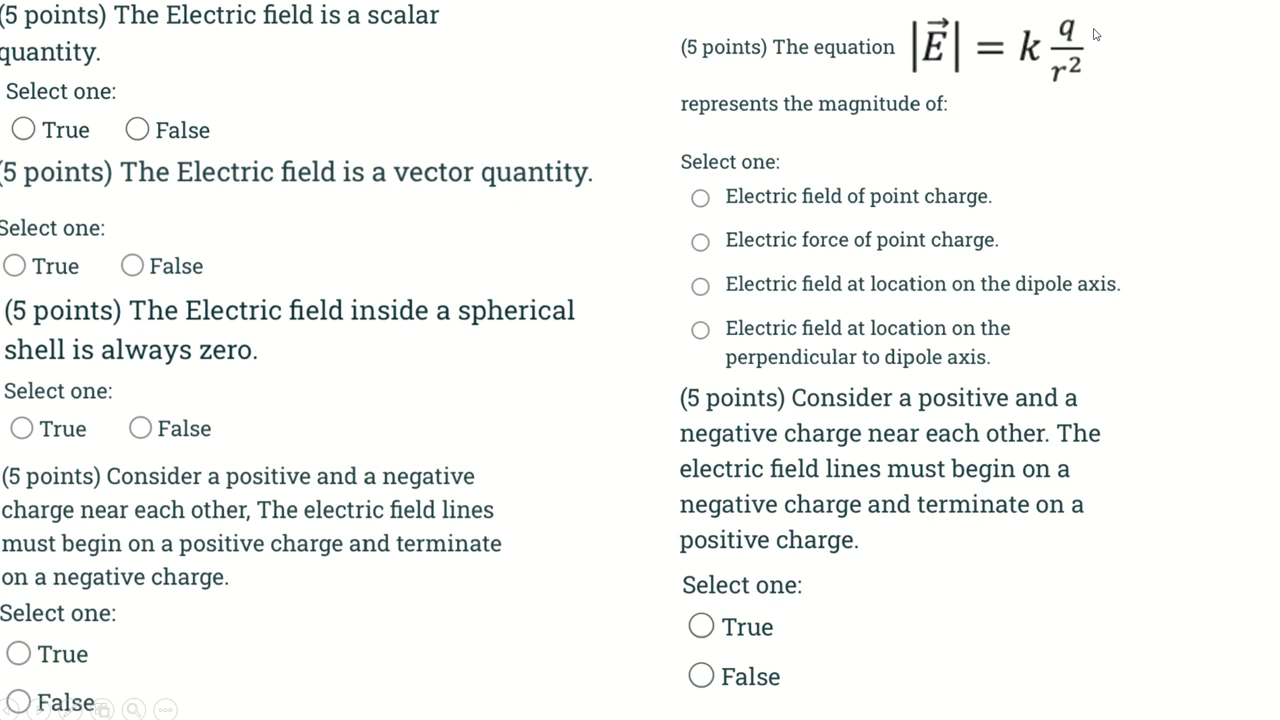 (5 points) The Electric field is a scalar
quantity.
Select one:
True False
(5 points) The Electric field is a vector quantity.
Select one:
True False
(5 points) The Electric field inside a spherical
shell is always zero.
Select one:
True False
(5 points) Consider a positive and a negative
charge near each other, The electric field lines
must begin on a positive charge and terminate
on a negative charge.
Select one:
True
False
(5 points) The equation |E⃗| = k q/r²
represents the magnitude of:
Select one:
Electric field of point charge.
Electric force of point charge.
Electric field at location on the dipole axis.
Electric field at location on the
perpendicular to dipole axis.
(5 points) Consider a positive and a
negative charge near each other. The
electric field lines must begin on a
negative charge and terminate on a
positive charge.
Select one:
True
False